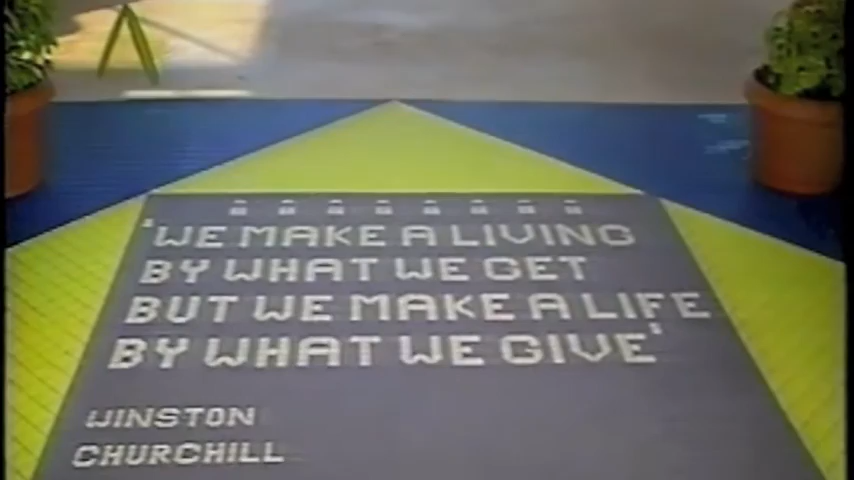 'WE MAKE A LIVING
BY WHAT WE GET
BUT WE MAKE A LIFE
BY WHAT WE GIVE'
WINSTON
CHURCHILL